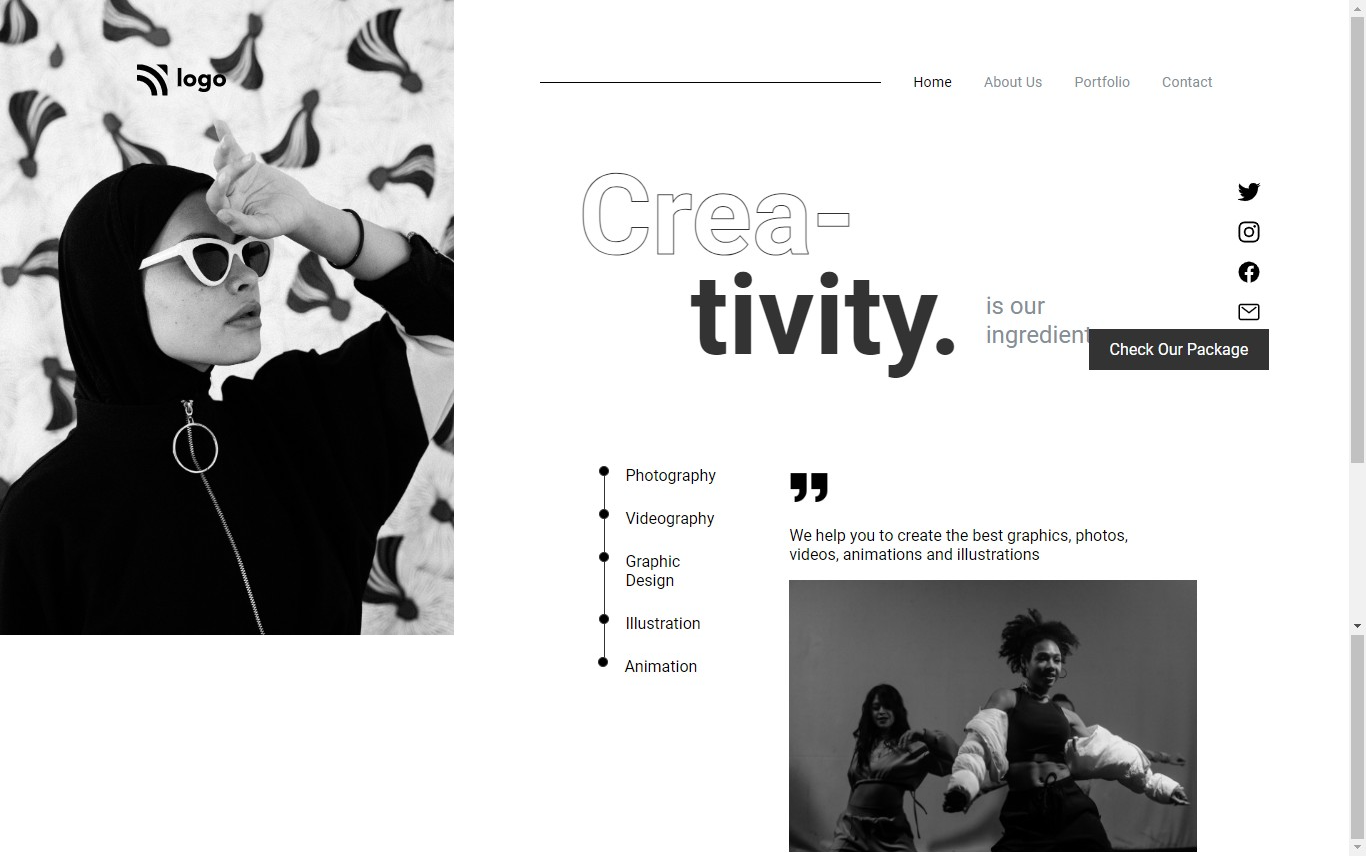 logo
Home About Us Portfolio Contact
Crea-
tivity.
is our
ingredient
Check Our Package
Photography
Videography
Graphic
Design
Illustration
Animation
We help you to create the best graphics, photos,
videos, animations and illustrations